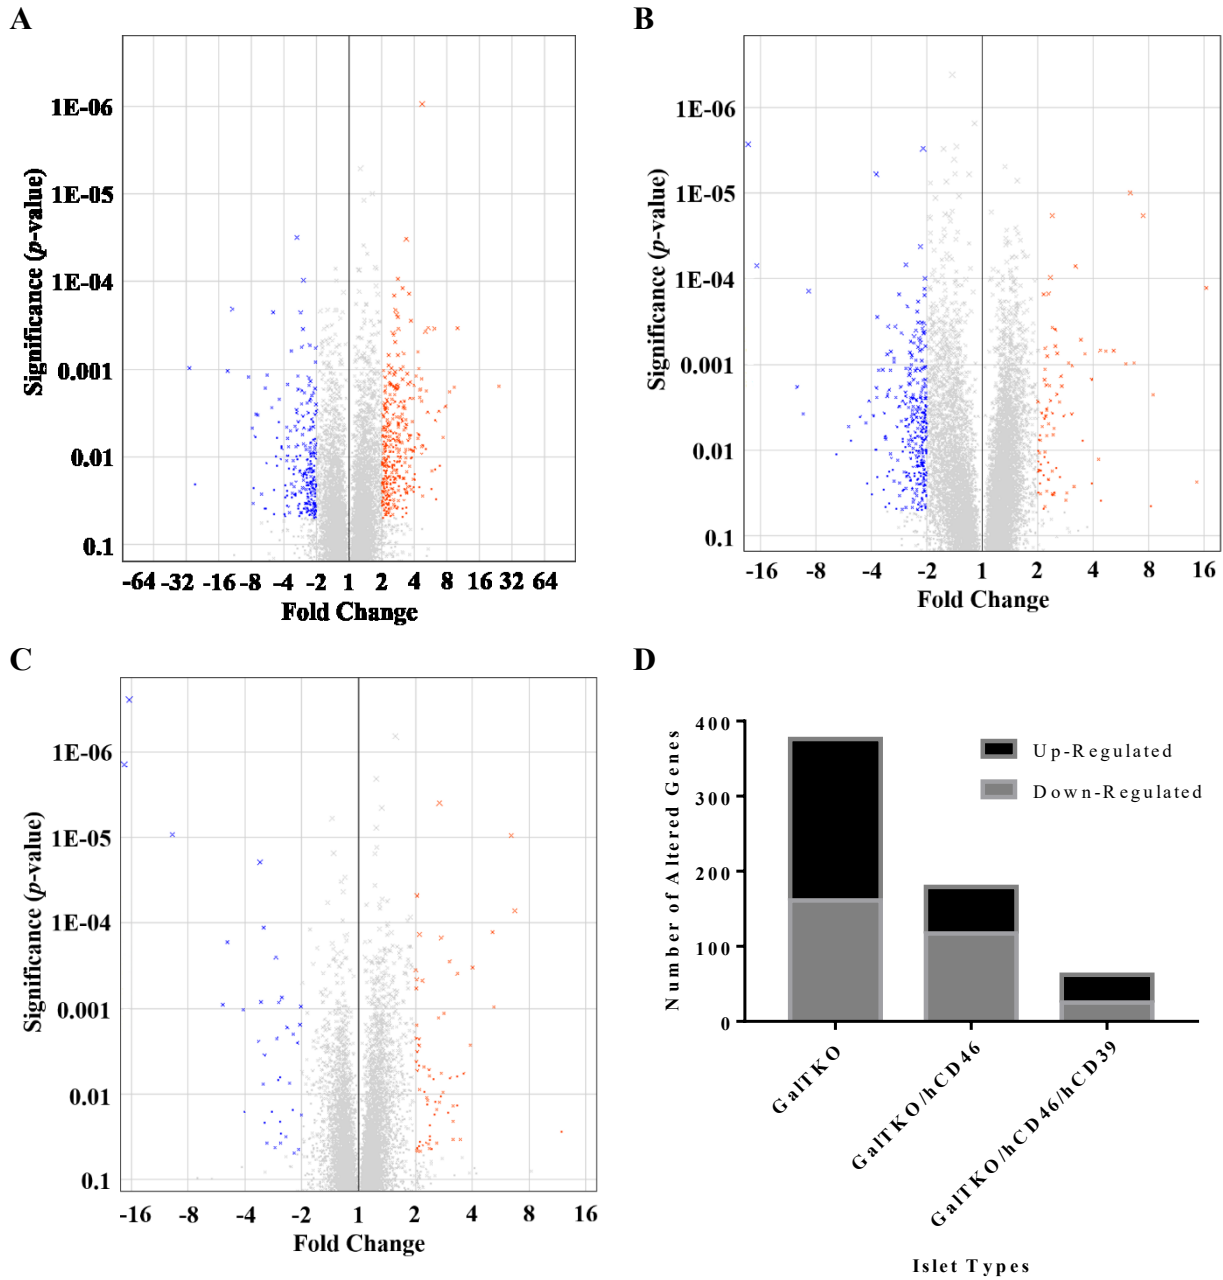 A
1E-06
1E-05
1E-04
0.001
0.01
0.1
Significance (p-value)
-64 -32 -16 -8 -4 -2 1 2 4 8 16 32 64
Fold Change
B
1E-06
1E-05
1E-04
0.001
0.01
0.1
Significance (p-value)
-16 -8 -4 -2 1 2 4 8 16
Fold Change
C
1E-06
1E-05
1E-04
0.001
0.01
0.1
Significance (p-value)
-16 -8 -4 -2 1 2 4 8 16
Fold Change
D
400
300
200
100
0
Number of Altered Genes
Up-Regulated
Down-Regulated
GalTKO
GalTKO/hCD46
GalTKO/hCD46/hCD39
Islet Types